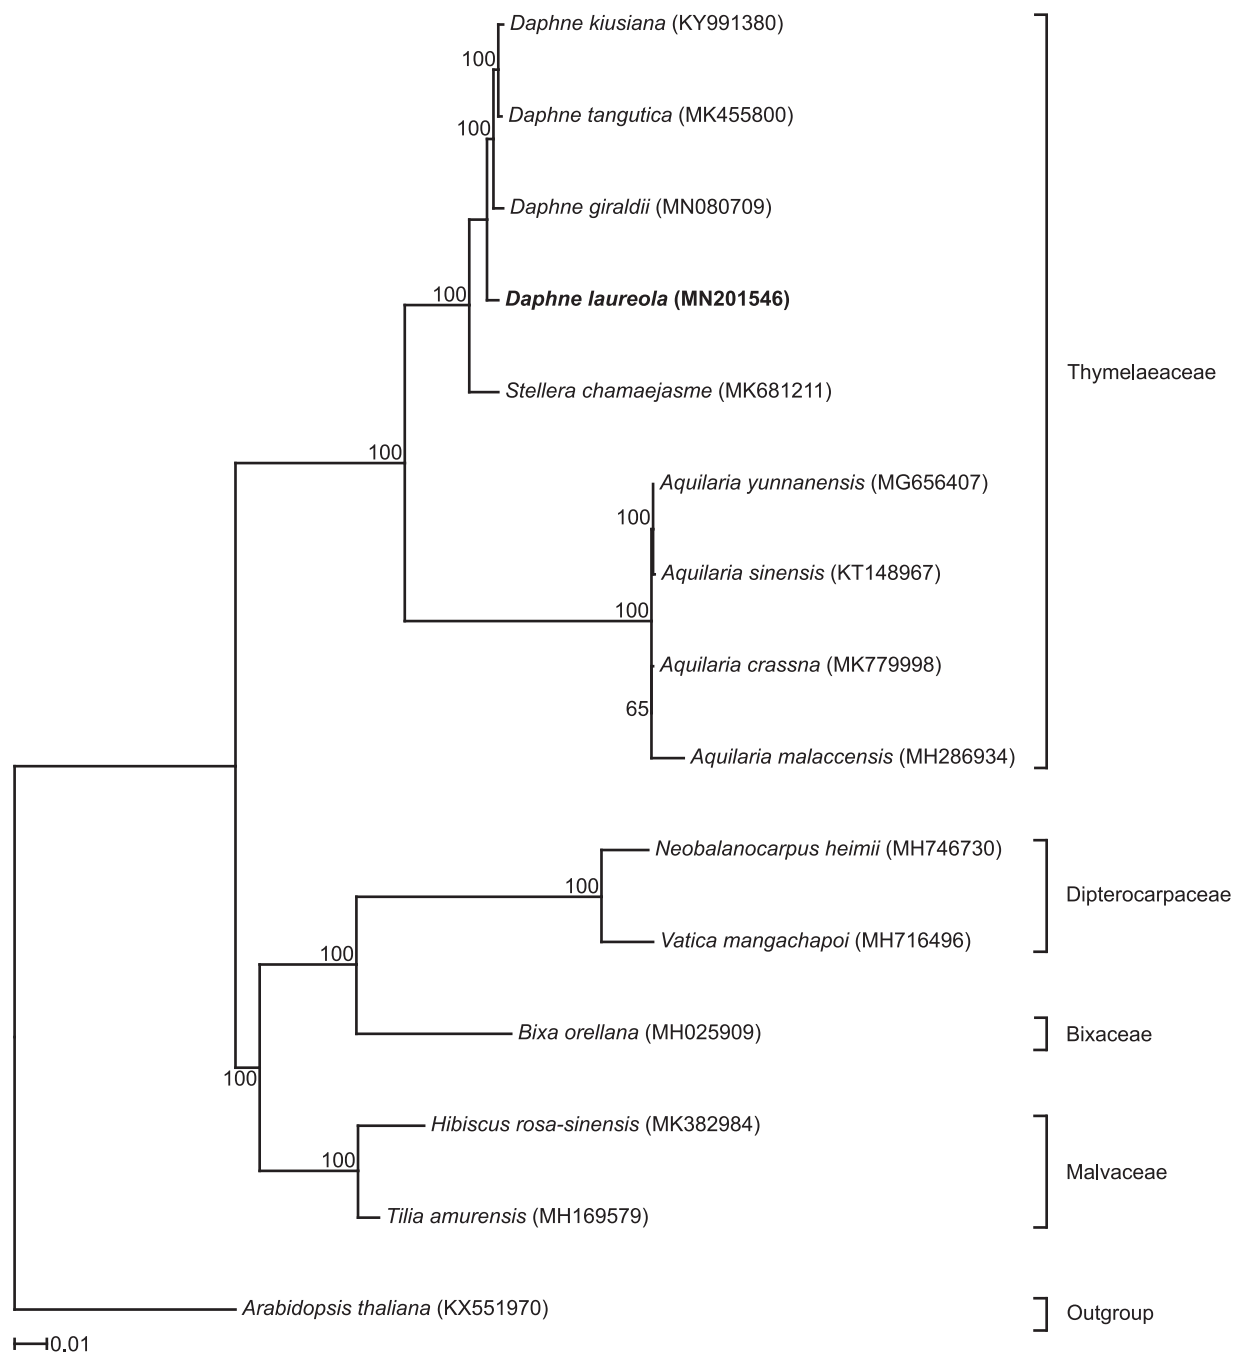 Daphne kiusiana (KY991380)
100
Daphne tangutica (MK455800)
100
Daphne giraldii (MN080709)
100
Daphne laureola (MN201546)
Thymelaeaceae
Stellera chamaejasme (MK681211)
100
Aquilaria yunnanensis (MG656407)
100
Aquilaria sinensis (KT148967)
100
Aquilaria crassna (MK779998)
65
Aquilaria malaccensis (MH286934)
Neobalanocarpus heimii (MH746730)
100
Dipterocarpaceae
Vatica mangachapoi (MH716496)
100
Bixa orellana (MH025909)
Bixaceae
100
Hibiscus rosa-sinensis (MK382984)
100
Malvaceae
Tilia amurensis (MH169579)
Arabidopsis thaliana (KX551970)
Outgroup
0.01